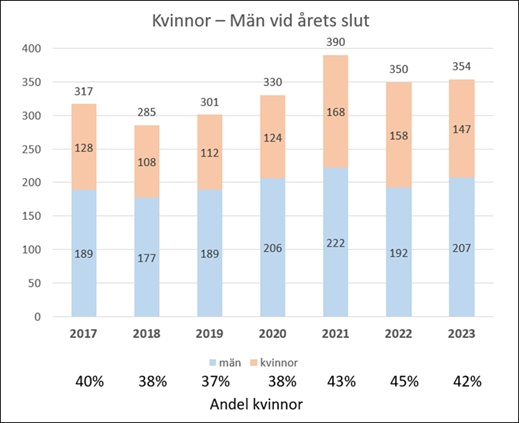 Kvinnor – Män vid årets slut
400
350
300
250
200
150
100
50
0
317 285 301 330 390 350 354
128 108 112 124 168 158 147
189 177 189 206 222 192 207
2017 2018 2019 2020 2021 2022 2023
män kvinnor
40% 38% 37% 38% 43% 45% 42%
Andel kvinnor